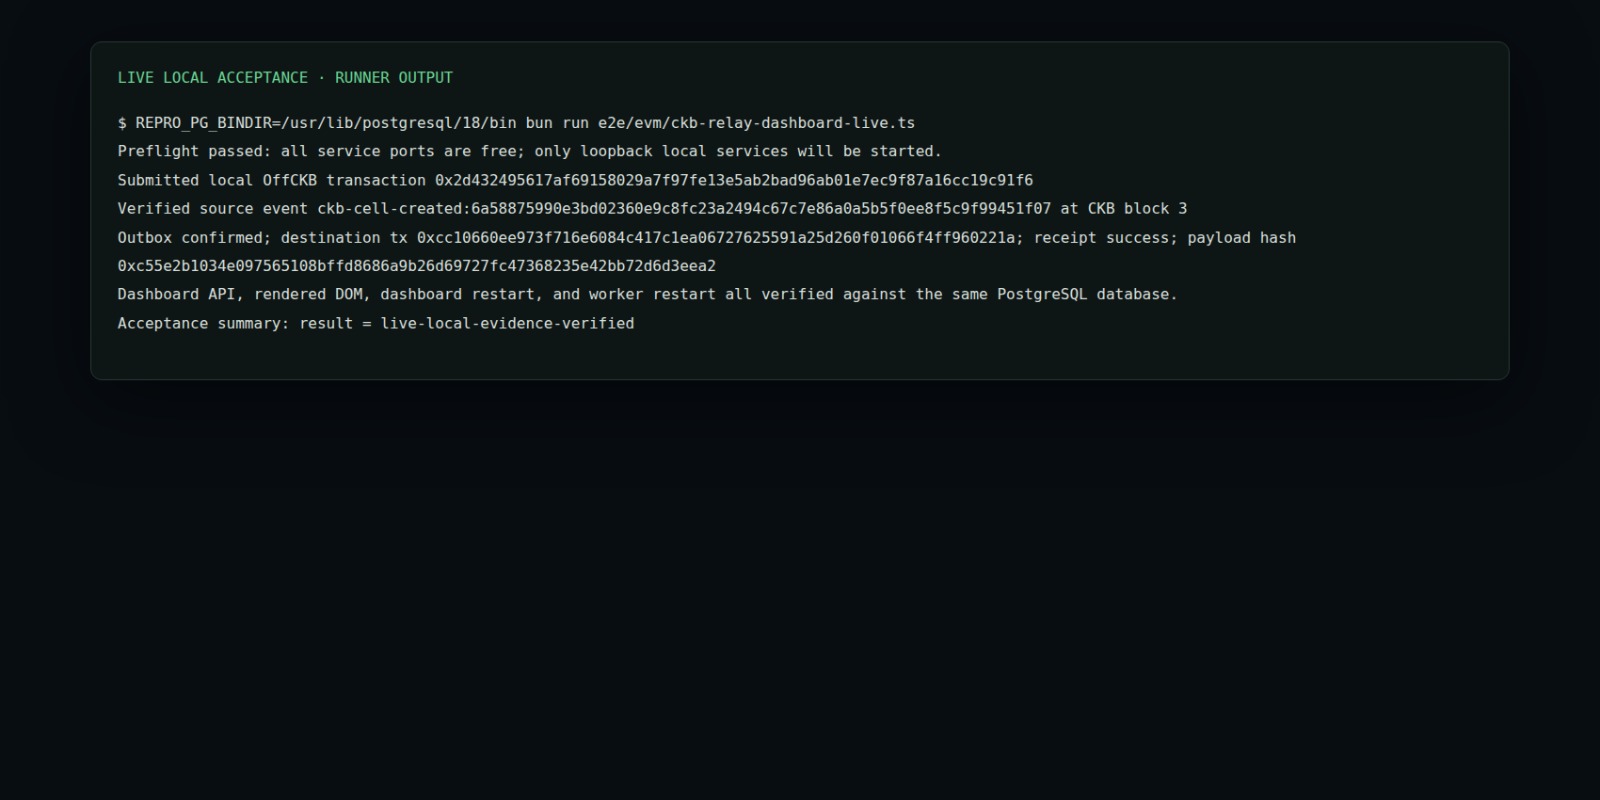 LIVE LOCAL ACCEPTANCE · RUNNER OUTPUT
$ REPRO_PG_BINDIR=/usr/lib/postgresql/18/bin bun run e2e/evm/ckb-relay-dashboard-live.ts
Preflight passed: all service ports are free; only loopback local services will be started.
Submitted local OffCKB transaction 0x2d432495617af69158029a7f97fe13e5ab2bad96ab01e7ec9f87a16cc19c91f6
Verified source event ckb-cell-created:6a58875990e3bd02360e9c8fc23a2494c67c7e86a0a5b5f0ee8f5c9f99451f07 at CKB block 3
Outbox confirmed; destination tx 0xcc10660ee973f716e6084c417c1ea06727625591a25d260f01066f4ff960221a; receipt success; payload hash
0xc55e2b1034e097565108bffd8686a9b26d69727fc47368235e42bb72d6d3eea2
Dashboard API, rendered DOM, dashboard restart, and worker restart all verified against the same PostgreSQL database.
Acceptance summary: result = live-local-evidence-verified